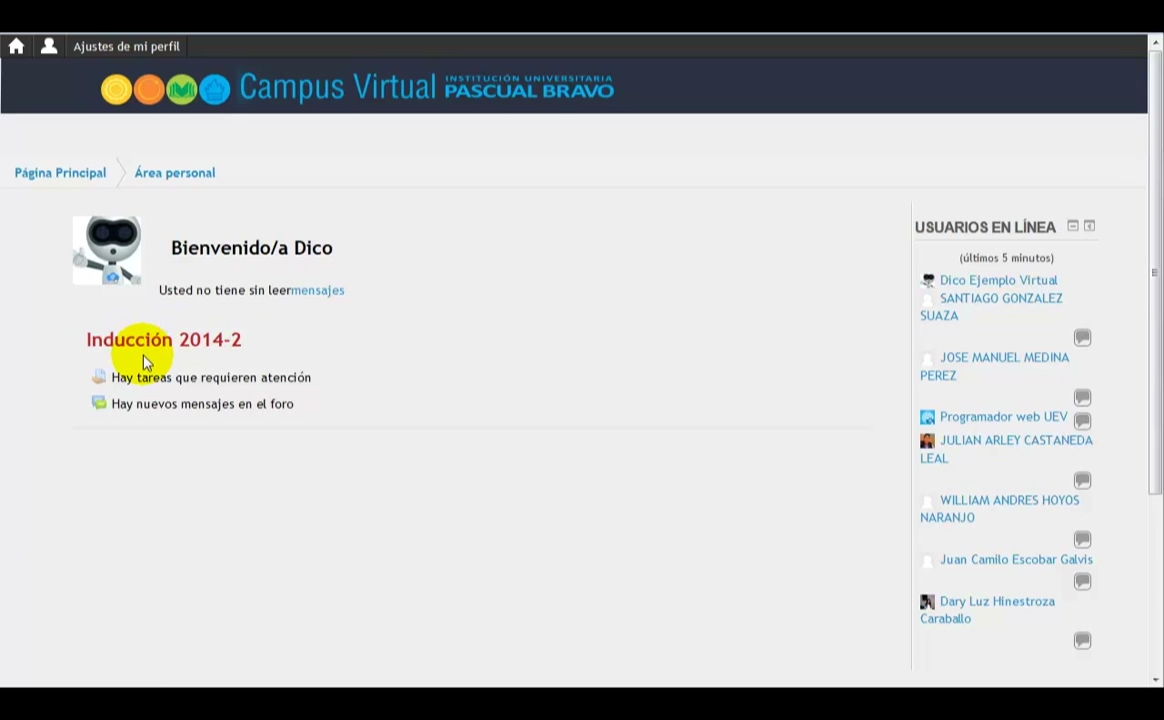 Ajustes de mi perfil
Campus Virtual INSTITUCIÓN UNIVERSITARIA
PASCUAL BRAVO
Página Principal Área personal
Bienvenido/a Dico
Usted no tiene sin leermensajes
Inducción 2014-2
Hay tareas que requieren atención
Hay nuevos mensajes en el foro
USUARIOS EN LÍNEA
(últimos 5 minutos)
Dico Ejemplo Virtual
SANTIAGO GONZALEZ
SUAZA
JOSE MANUEL MEDINA
PEREZ
Programador web UEV
JULIAN ARLEY CASTANEDA
LEAL
WILLIAM ANDRES HOYOS
NARANJO
Juan Camilo Escobar Galvis
Dary Luz Hinestroza
Caraballo